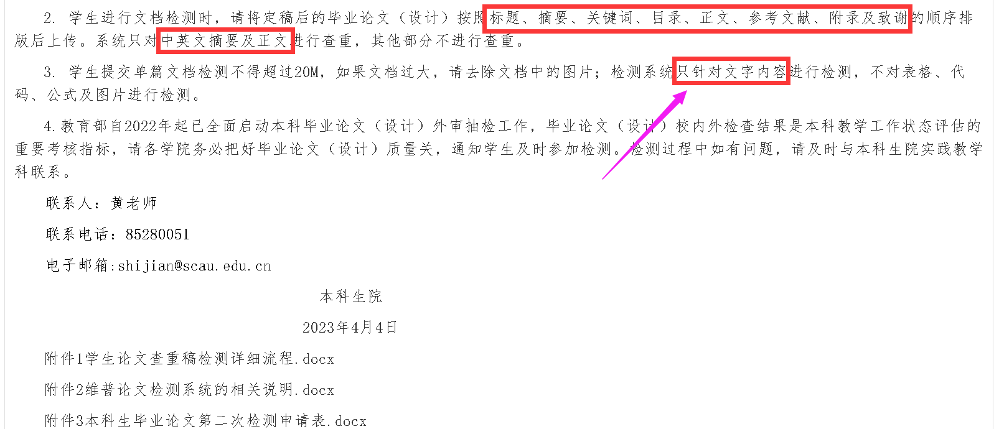 2. 学生进行文档检测时，请将定稿后的毕业论文（设计）按照标题、摘要、关键词、目录、正文、参考文献、附录及致谢的顺序排
版后上传。系统只对中英文摘要及正文进行查重，其他部分不进行查重。
3. 学生提交单篇文档检测不得超过20M，如果文档过大，请去除文档中的图片；检测系统只针对文字内容进行检测，不对表格、代
码、公式及图片进行检测。
4.教育部自2022年起已全面启动本科毕业论文（设计）外审抽检工作，毕业论文（设计）校内外检查结果是本科教学工作状态评估的
重要考核指标，请各学院务必把好毕业论文（设计）质量关，通知学生及时参加检测。检测过程中如有问题，请及时与本科生院实践教学
科联系。
联系人：黄老师
联系电话：85280051
电子邮箱:shijian@scau.edu.cn
本科生院
2023年4月4日
附件1学生论文查重稿检测详细流程.docx
附件2维普论文检测系统的相关说明.docx
附件3本科生毕业论文第二次检测申请表.docx